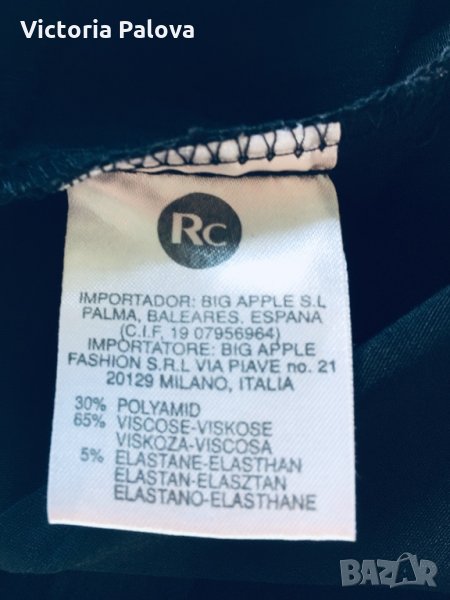 Victoria Palova
RC
IMPORTADOR: BIG APPLE S.L
PALMA, BALEARES. ESPANA
(C.I.F. 19 07956964)
IMPORTATORE: BIG APPLE
FASHION S.R.L VIA PIAVE no. 21
20129 MILANO, ITALIA
30% POLYAMID
65% VISCOSE-VISKOSE
VISKOZA-VISCOSA
5% ELASTANE-ELASTHAN
ELASTAN-ELASZTAN
ELASTANO-ELASTHANE
BAZAR